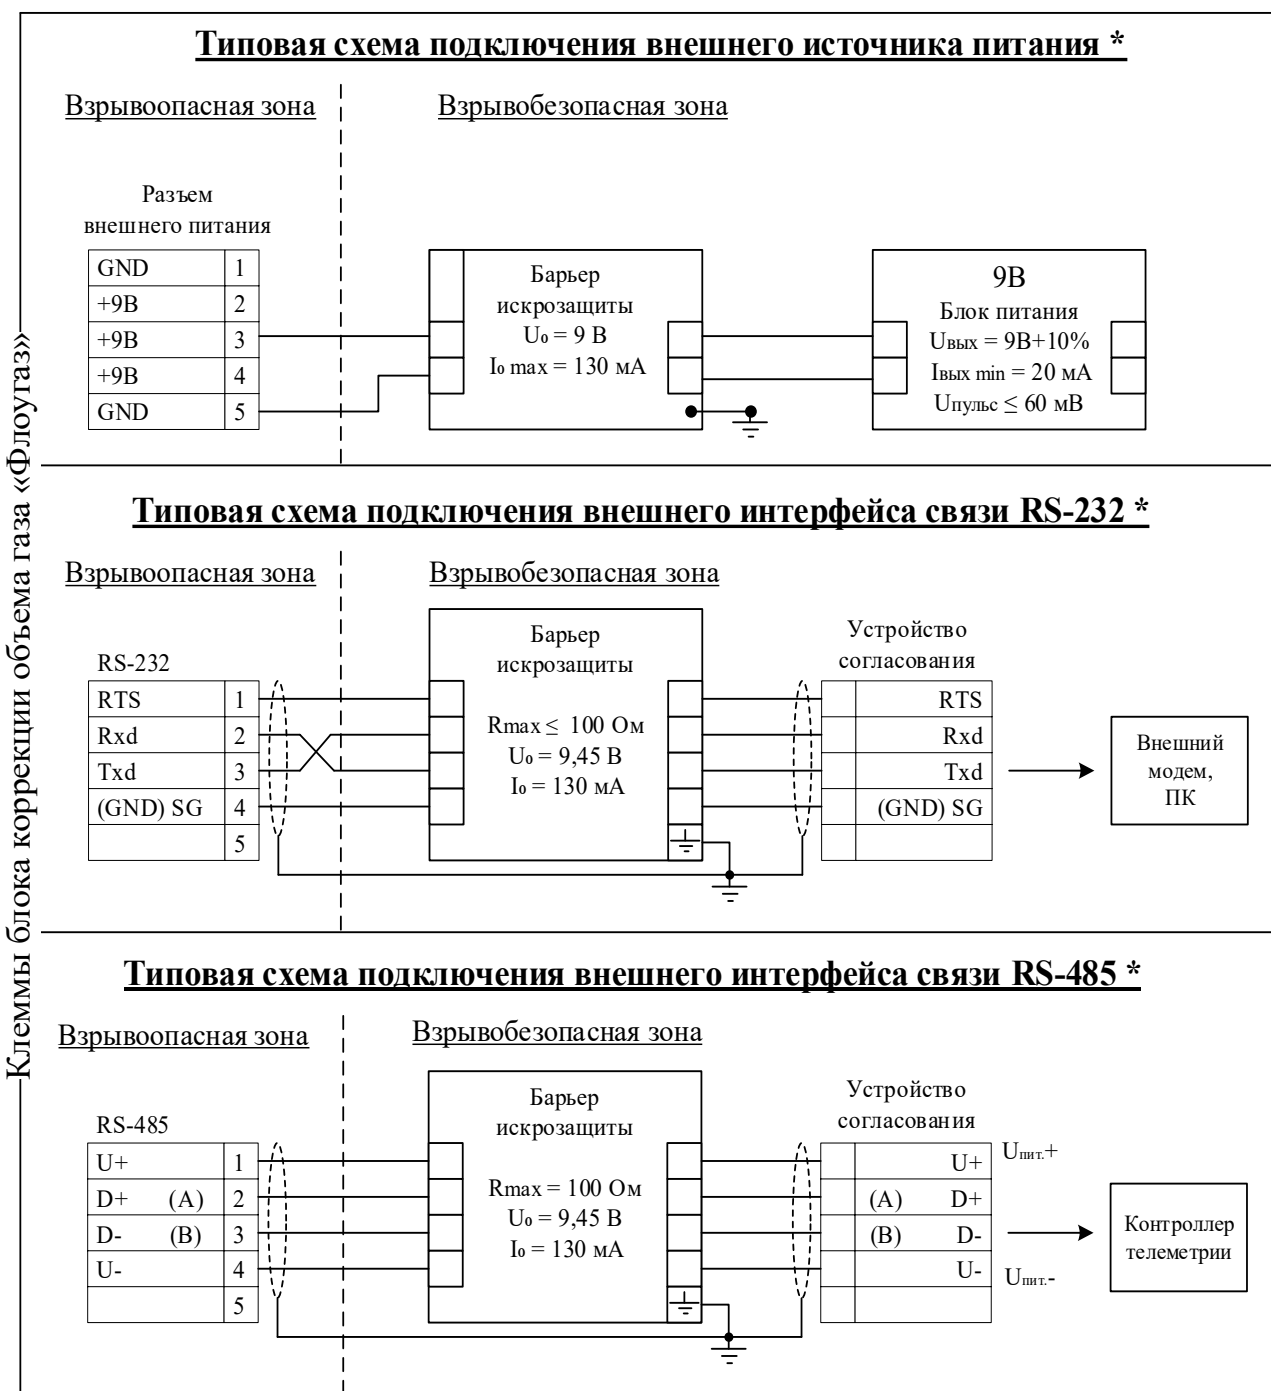 Клеммы блока коррекции объема газа «Флоугаз»
Типовая схема подключения внешнего источника питания *
Взрывоопасная зона
Взрывобезопасная зона
Разъем
внешнего питания
GND 1
+9В 2
+9В 3
+9В 4
GND 5
Барьер
искрозащиты
U₀ = 9 В
I₀ max = 130 мА
9В
Блок питания
Uвых = 9В+10%
Iвых min = 20 мА
Uпульс ≤ 60 мВ
Типовая схема подключения внешнего интерфейса связи RS-232 *
Взрывоопасная зона
Взрывобезопасная зона
RS-232
RTS 1
Rxd 2
Txd 3
(GND) SG 4
5
Барьер
искрозащиты
Rmax ≤ 100 Ом
U₀ = 9,45 В
I₀ = 130 мА
Устройство
согласования
RTS
Rxd
Txd
(GND) SG
Внешний
модем,
ПК
Типовая схема подключения внешнего интерфейса связи RS-485 *
Взрывоопасная зона
Взрывобезопасная зона
RS-485
U+ 1
D+ (A) 2
D- (B) 3
U- 4
5
Барьер
искрозащиты
Rmax = 100 Ом
U₀ = 9,45 В
I₀ = 130 мА
Устройство
согласования
U+
(A) D+
(B) D-
U-
Uпит.+
Uпит.-
Контроллер
телеметрии